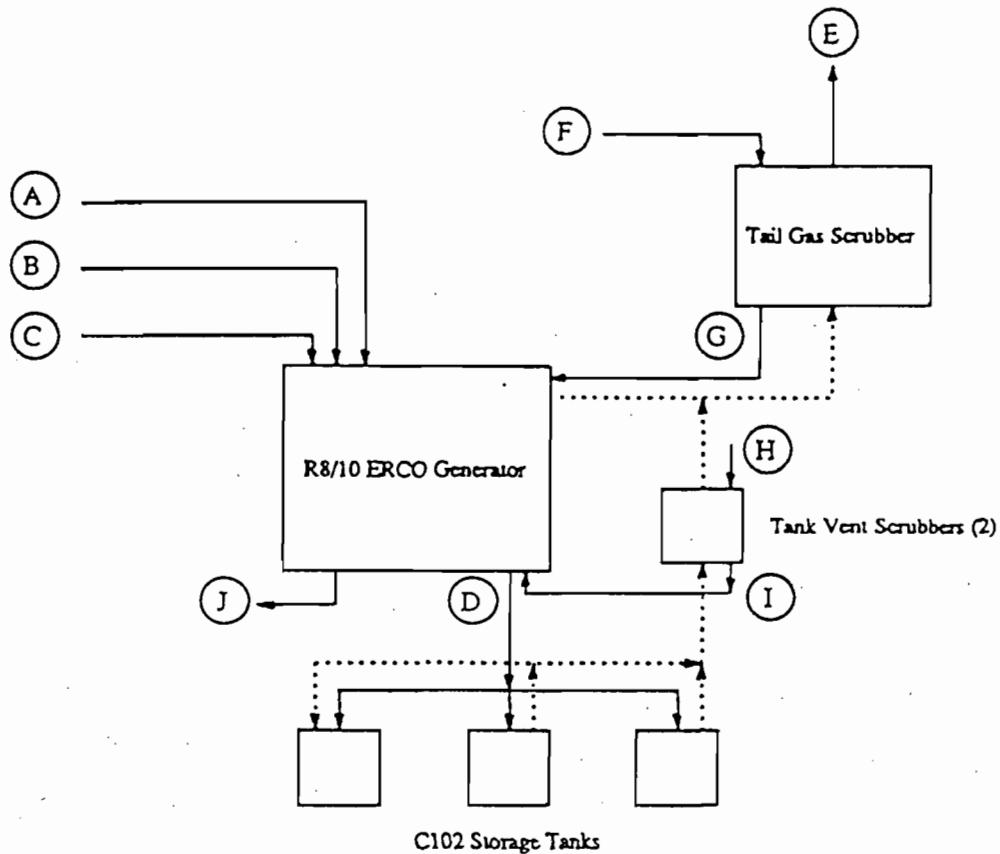 E
F
A
Tail Gas Scrubber
B
C
G
H
R8/10 ERCO Generator
Tank Vent Scrubbers (2)
J
D
I
C102 Storage Tanks